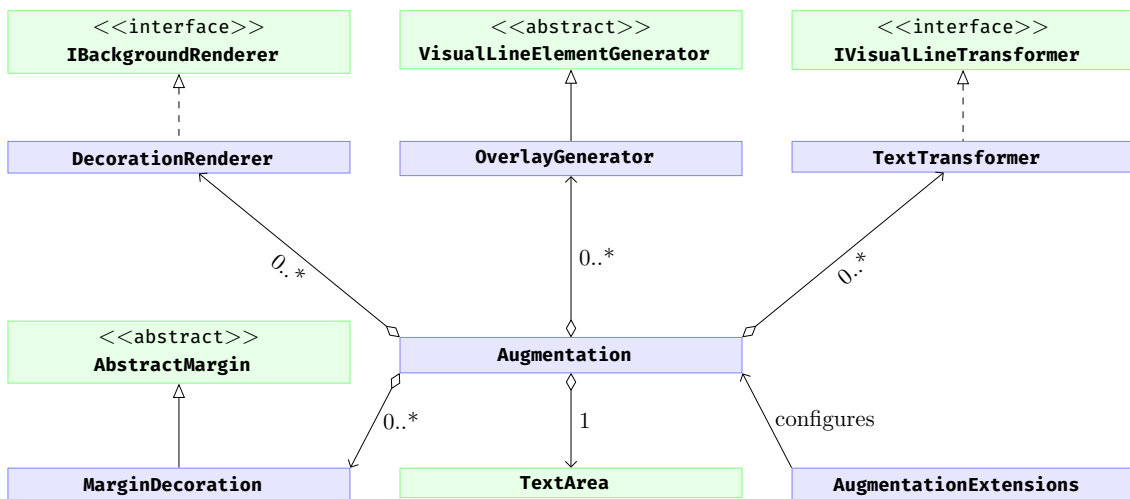 <<interface>>
IBackgroundRenderer
<<abstract>>
VisualLineElementGenerator
<<interface>>
IVisualLineTransformer
DecorationRenderer
OverlayGenerator
TextTransformer
0..*
0..*
0..*
<<abstract>>
AbstractMargin
Augmentation
0..*
1
configures
MarginDecoration
TextArea
AugmentationExtensions